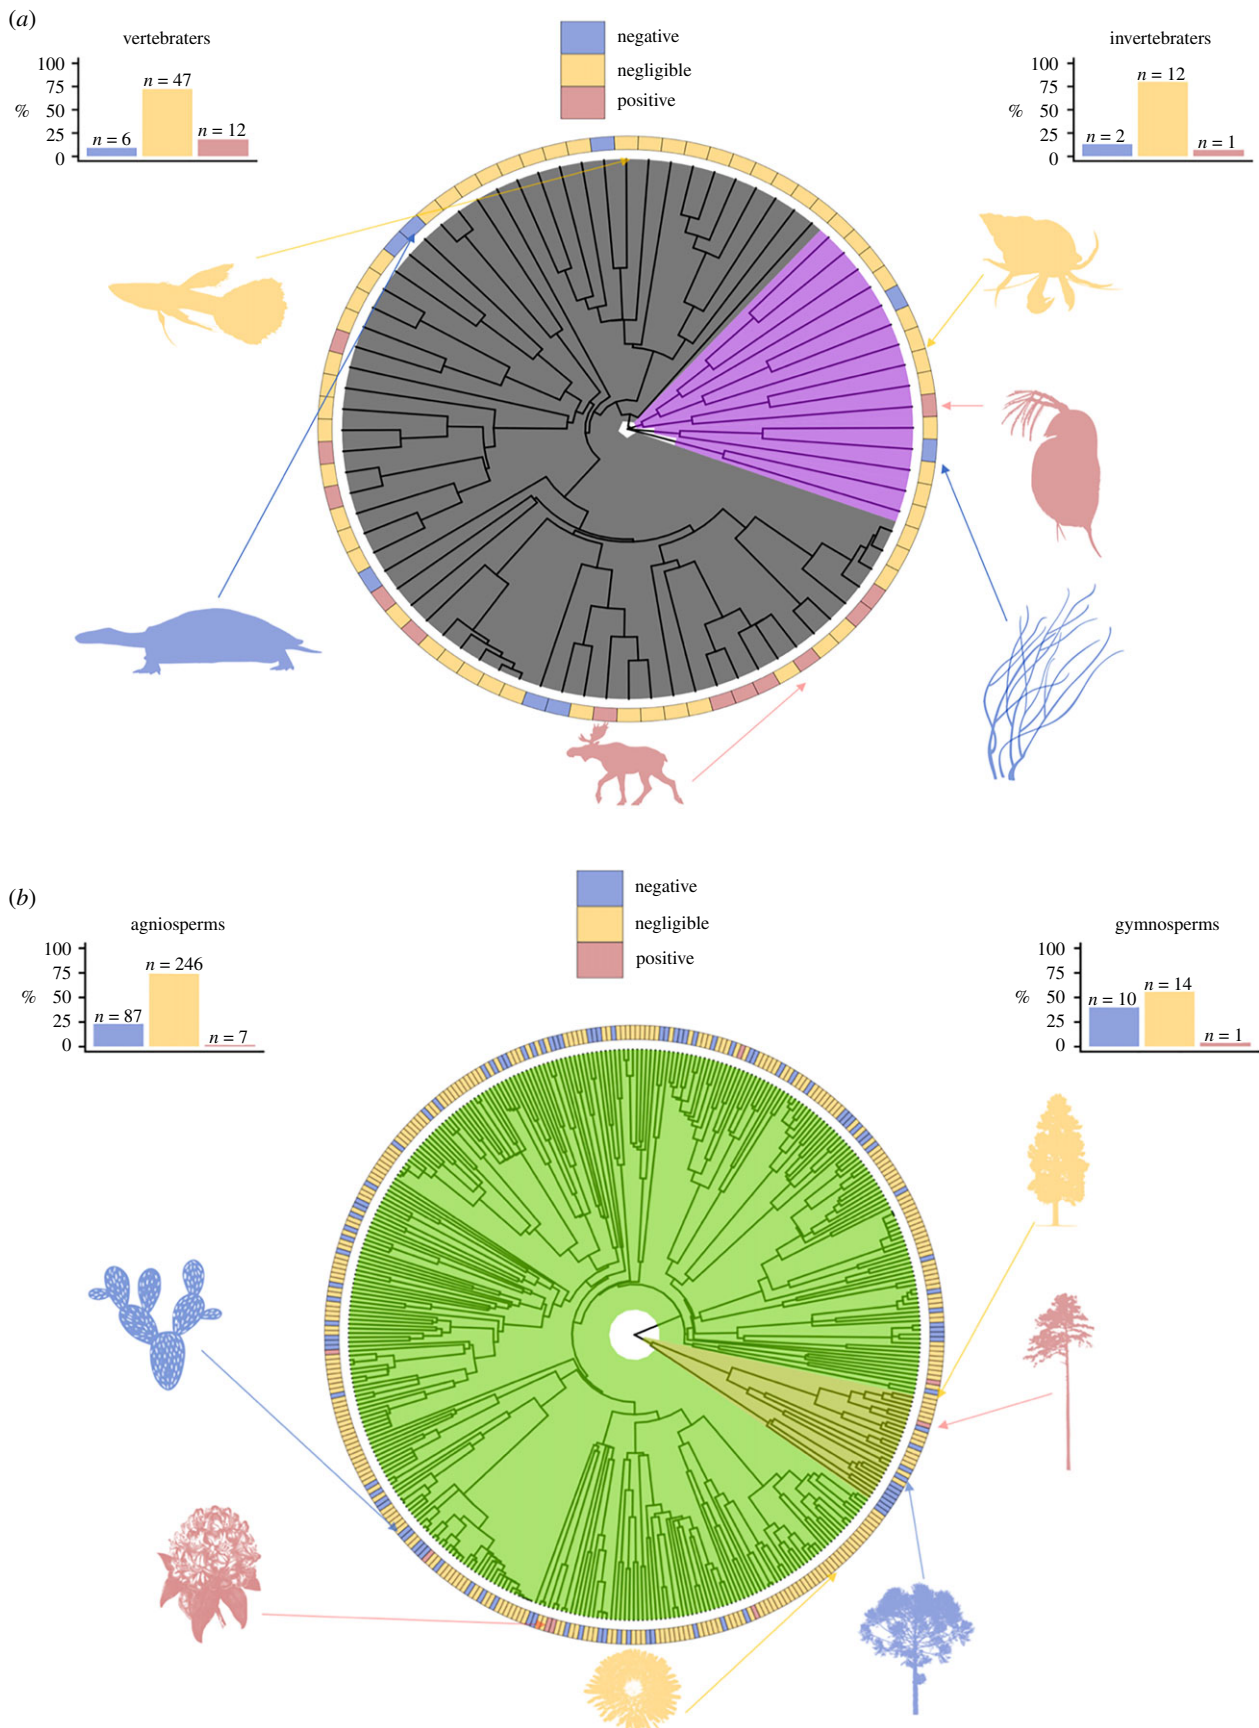 (a)
vertebraters
100
75
50
25
0
%
n = 6
n = 47
n = 12
negative
negligible
positive
invertebraters
100
75
50
25
0
%
n = 2
n = 12
n = 1
(b)
agniosperms
100
75
50
25
0
%
n = 87
n = 246
n = 7
negative
negligible
positive
gymnosperms
100
75
50
25
0
%
n = 10
n = 14
n = 1